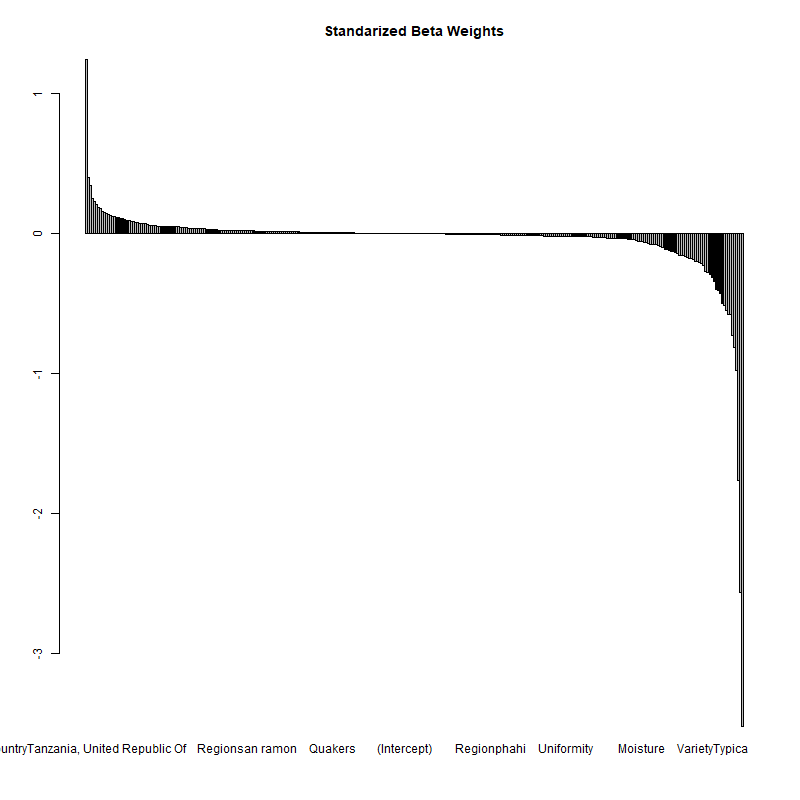 Standarized Beta Weights
1
0
-1
-2
-3
untryTanzania, United Republic Of Regionsan ramon Quakers (Intercept) Regionphahi Uniformity Moisture VarietyTypica